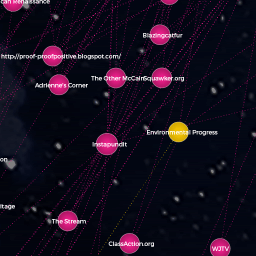 can Renaissance
Blazingcatfur
http://proof-proofpositive.blogspot.com/
Adrienne's Corner
The Other McCain
Squawker.org
Environmental Progress
Instapundit
on
itage
The Stream
ClassAction.org
WJTV